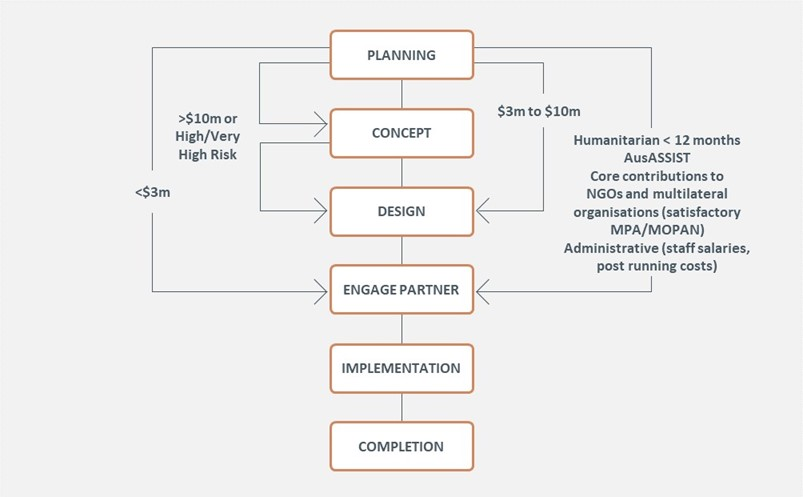 PLANNING
>$10m or
High/Very
High Risk
$3m to $10m
CONCEPT
Humanitarian < 12 months
AusASSIST
Core contributions to
NGOs and multilateral
organisations (satisfactory
MPA/MOPAN)
Administrative (staff salaries,
post running costs)
<$3m
DESIGN
ENGAGE PARTNER
IMPLEMENTATION
COMPLETION